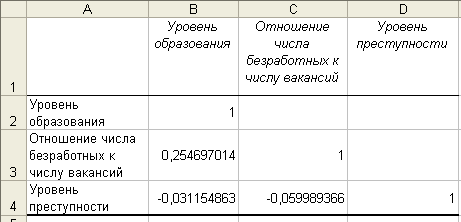 A B C D
1 Уровень образования Отношение числа безработных к числу вакансий Уровень преступности
2 Уровень образования 1
3 Отношение числа безработных к числу вакансий 0,254697014 1
4 Уровень преступности -0,031154863 -0,059989366 1